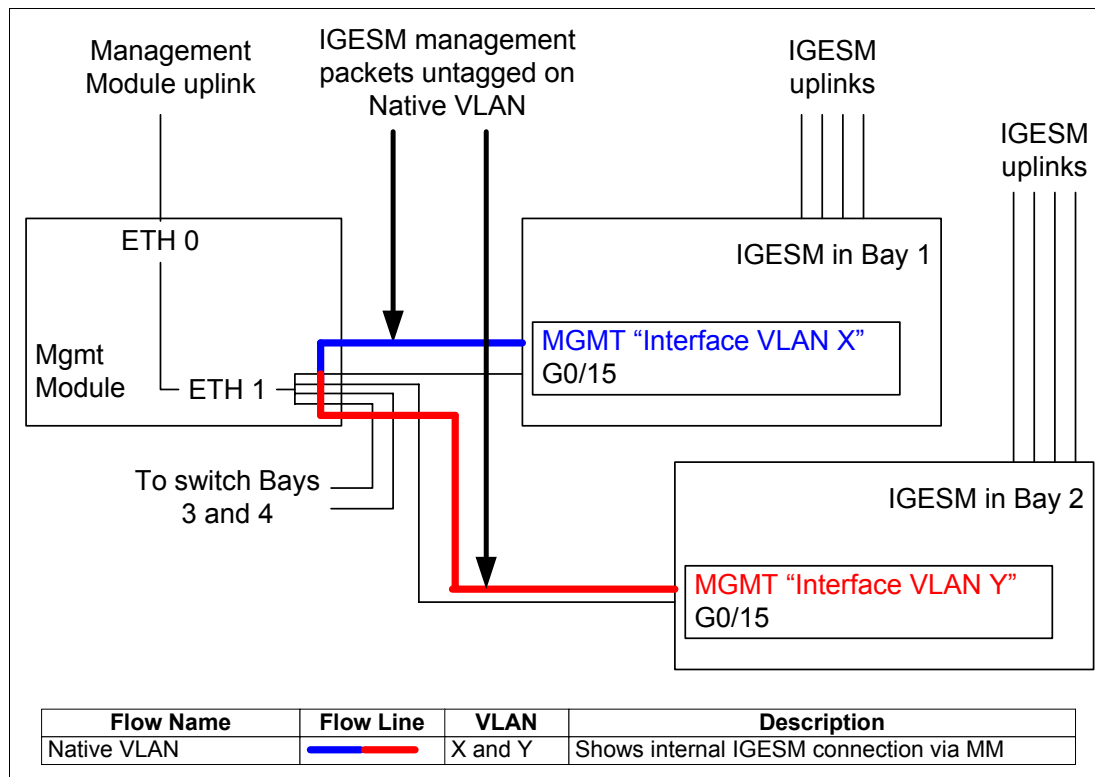 Management
Module uplink
IGESM management
packets untagged on
Native VLAN
IGESM
uplinks
IGESM
uplinks
ETH 0
Mgmt
Module
ETH 1
IGESM in Bay 1
MGMT “Interface VLAN X”
G0/15
To switch Bays
3 and 4
IGESM in Bay 2
MGMT “Interface VLAN Y”
G0/15
Flow Name Flow Line VLAN Description
Native VLAN X and Y Shows internal IGESM connection via MM